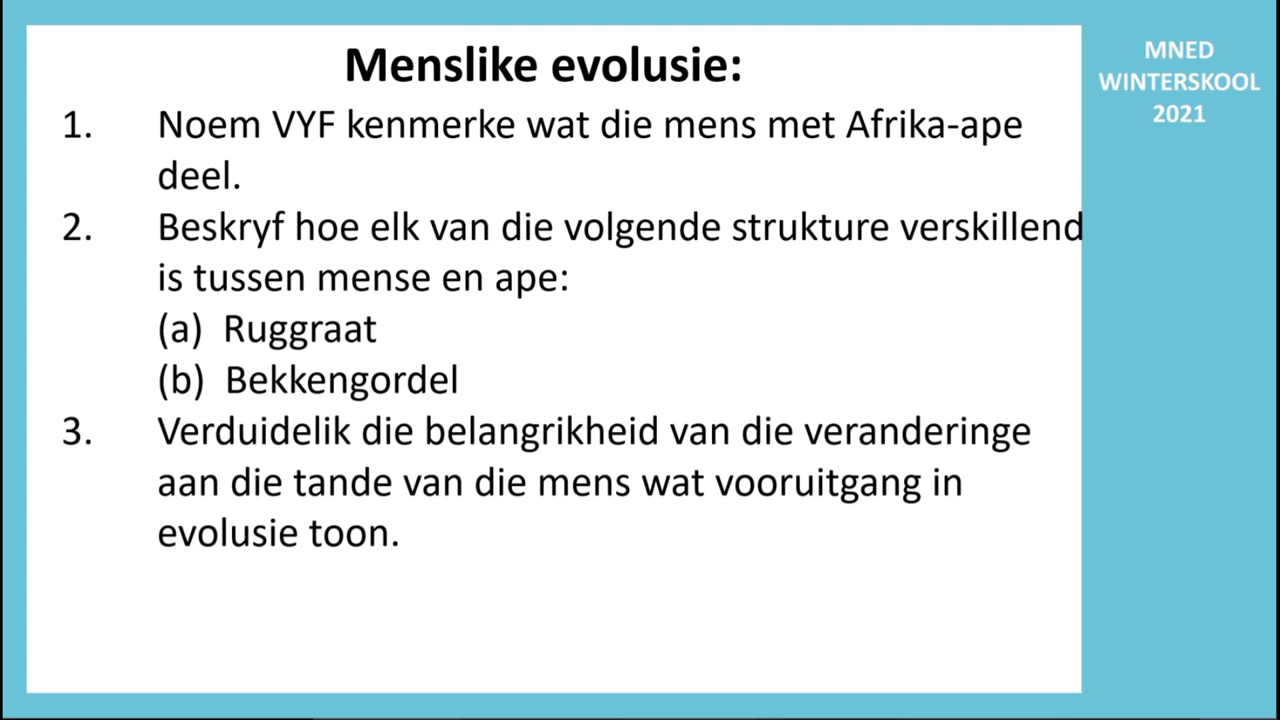 Menslike evolusie:
1. Noem VYF kenmerke wat die mens met Afrika-ape
deel.
2. Beskryf hoe elk van die volgende strukture verskillend
is tussen mense en ape:
(a) Ruggraat
(b) Bekkengordel
3. Verduidelik die belangrikheid van die veranderinge
aan die tande van die mens wat vooruitgang in
evolusie toon.
MNED
WINTERSKOOL
2021